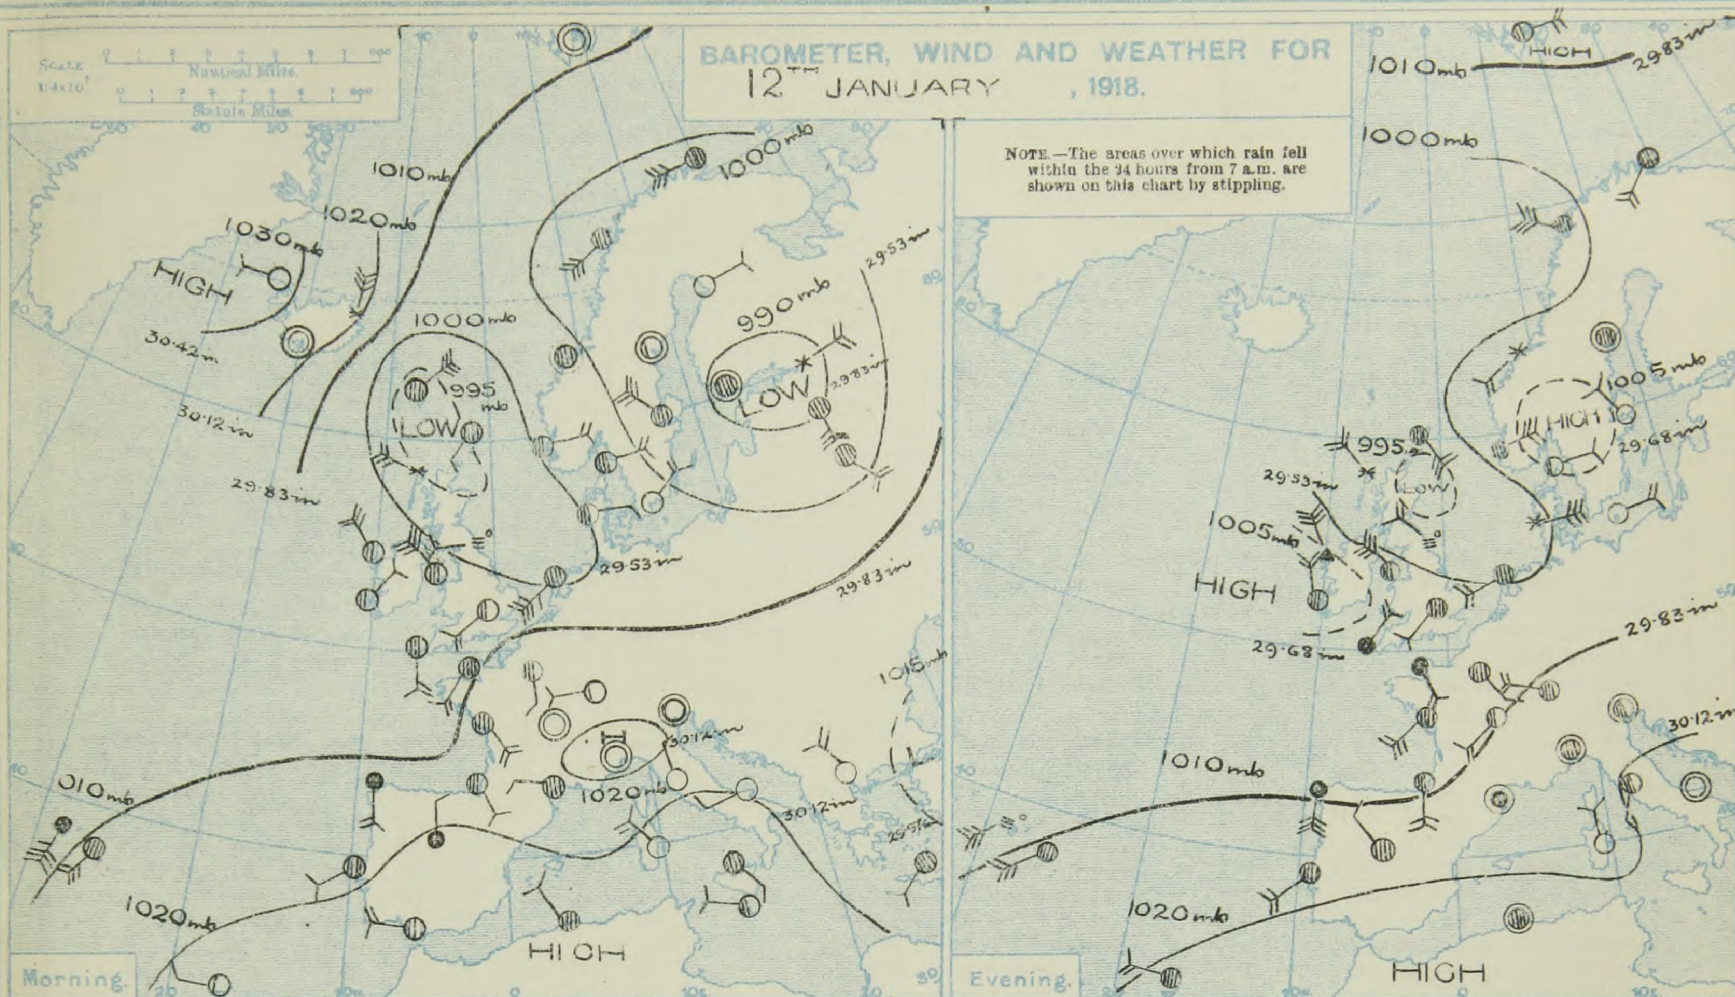 SCALE
Nautical Miles.
Statute Miles.
BAROMETER, WIND AND WEATHER FOR
12TH JANUARY , 1918.
NOTE.—The areas over which rain fell
within the 24 hours from 7 a.m. are
shown on this chart by stippling.
1010mb
1020mb
1030mb
HIGH
30·42in
30·12in
29·83in
1000mb
1000mb
995
mb
LOW
990mb
LOW
29·53in
29·83in
29·53in
29·83in
1015mb
30·12in
1020mb
30·12in
1010mb
1020mb
HIGH
Morning.
HIGH
1010mb
29·83in
1000mb
1005mb
HIGH
29·68in
995
LOW
29·53in
1005mb
HIGH
29·68in
29·83in
30·12in
1010mb
1020mb
HIGH
Evening.